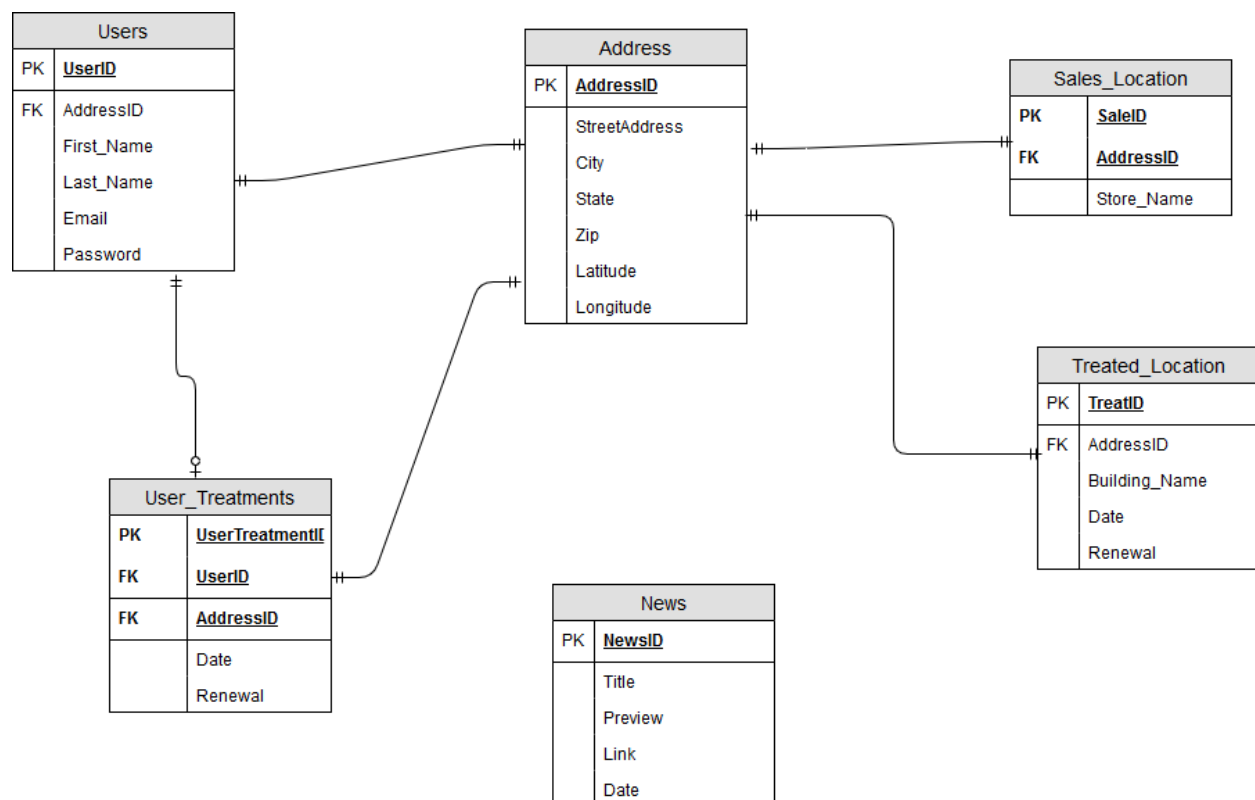 Users
PK UserID
FK AddressID
First_Name
Last_Name
Email
Password
Address
PK AddressID
StreetAddress
City
State
Zip
Latitude
Longitude
Sales_Location
PK SaleID
FK AddressID
Store_Name
Treated_Location
PK TreatID
FK AddressID
Building_Name
Date
Renewal
User_Treatments
PK UserTreatmentI
FK UserID
FK AddressID
Date
Renewal
News
PK NewsID
Title
Preview
Link
Date